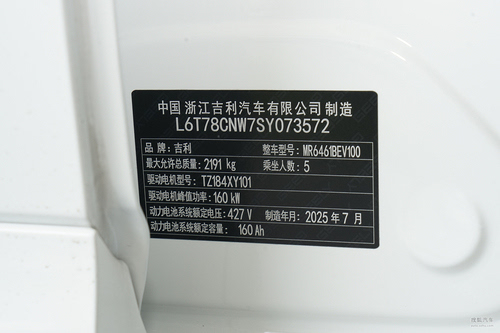 中国 浙江吉利汽车有限公司 制造
L6T78CNW7SY073572
品牌：吉利 整车型号：MR6461BEV100
最大允许总质量：2191 kg 乘坐人数：5
驱动电机型号：TZ184XY101
驱动电机峰值功率：160 kW
动力电池系统额定电压：427 V 制造年月：2025 年 7 月
动力电池系统额定容量：160 Ah
搜狐汽车